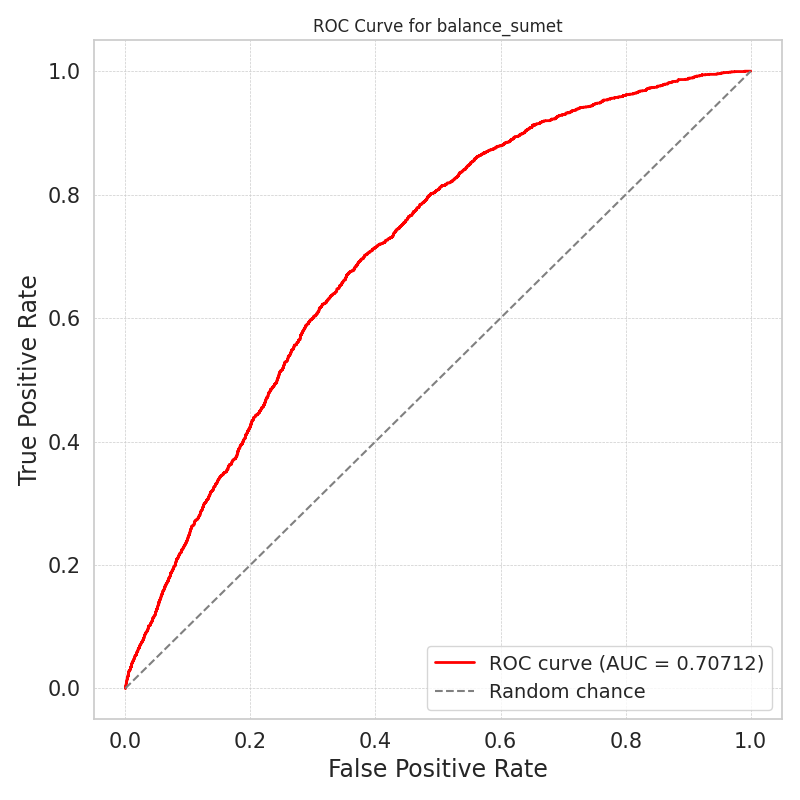 ROC Curve for balance_sumet
1.0
0.8
0.6
0.4
0.2
0.0
True Positive Rate
0.0 0.2 0.4 0.6 0.8 1.0
False Positive Rate
ROC curve (AUC = 0.70712)
Random chance